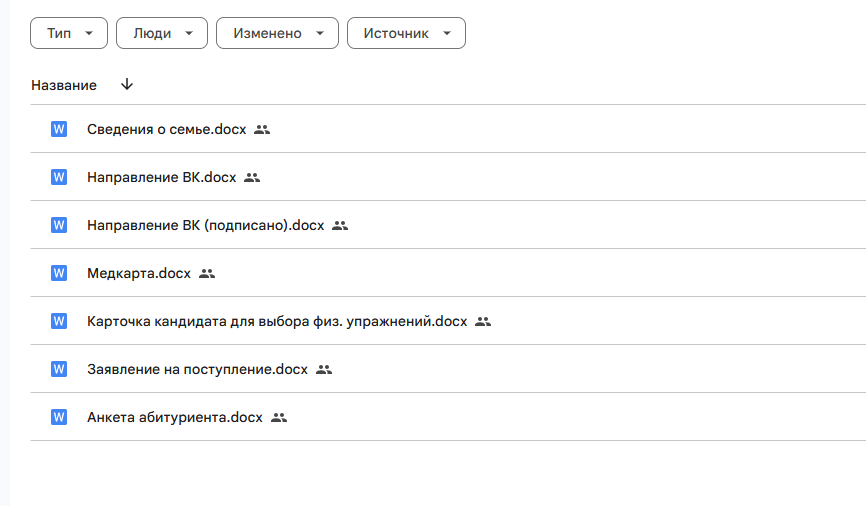 Тип Люди Изменено Источник
Название
W Сведения о семье.docx
W Направление ВК.docx
W Направление ВК (подписано).docx
W Медкарта.docx
W Карточка кандидата для выбора физ. упражнений.docx
W Заявление на поступление.docx
W Анкета абитуриента.docx